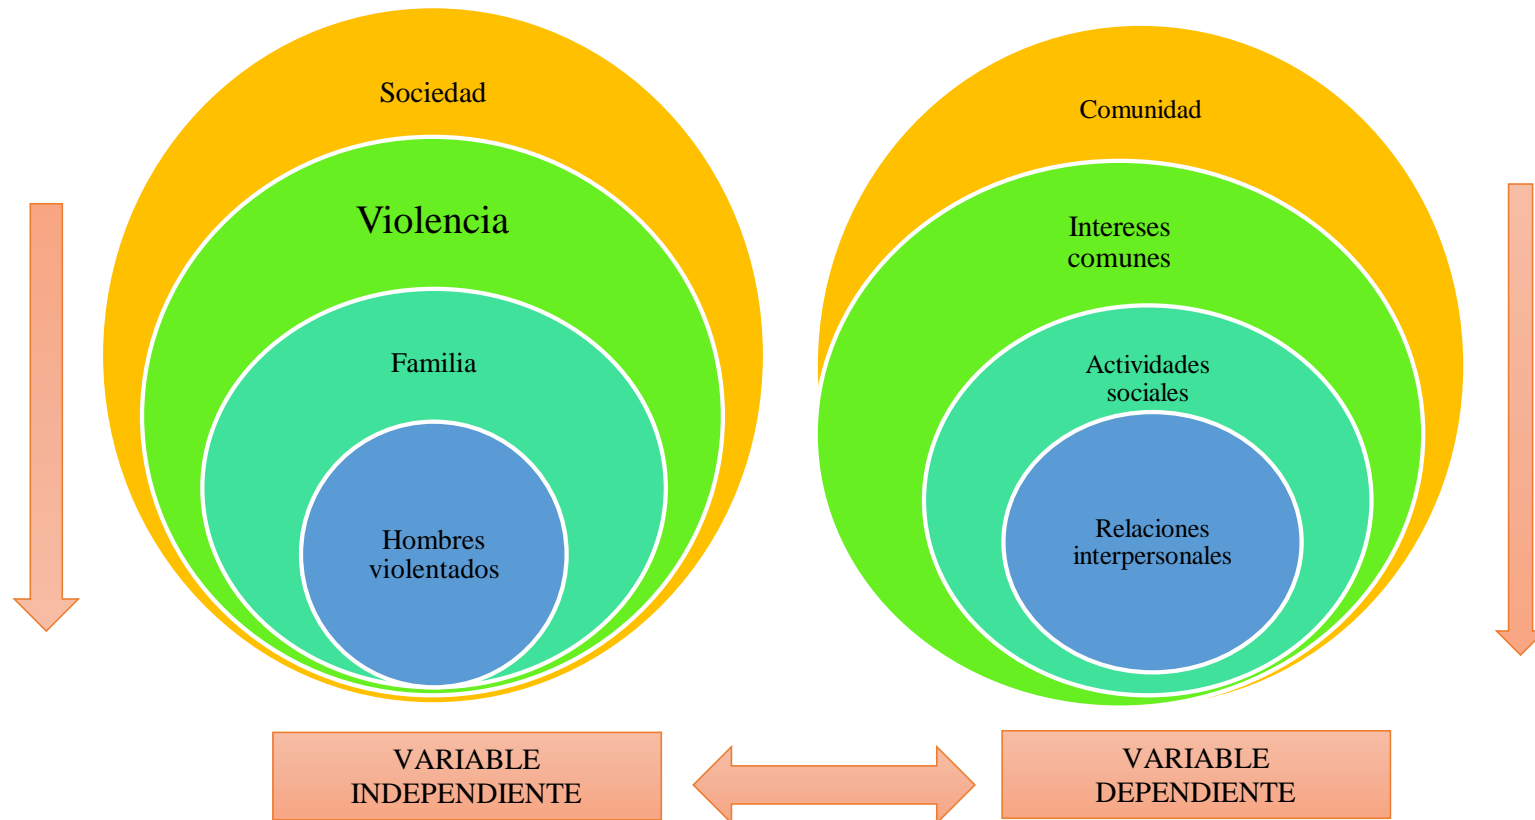 Sociedad
Violencia
Familia
Hombres
violentados
Comunidad
Intereses
comunes
Actividades
sociales
Relaciones
interpersonales
VARIABLE
INDEPENDIENTE
VARIABLE
DEPENDIENTE